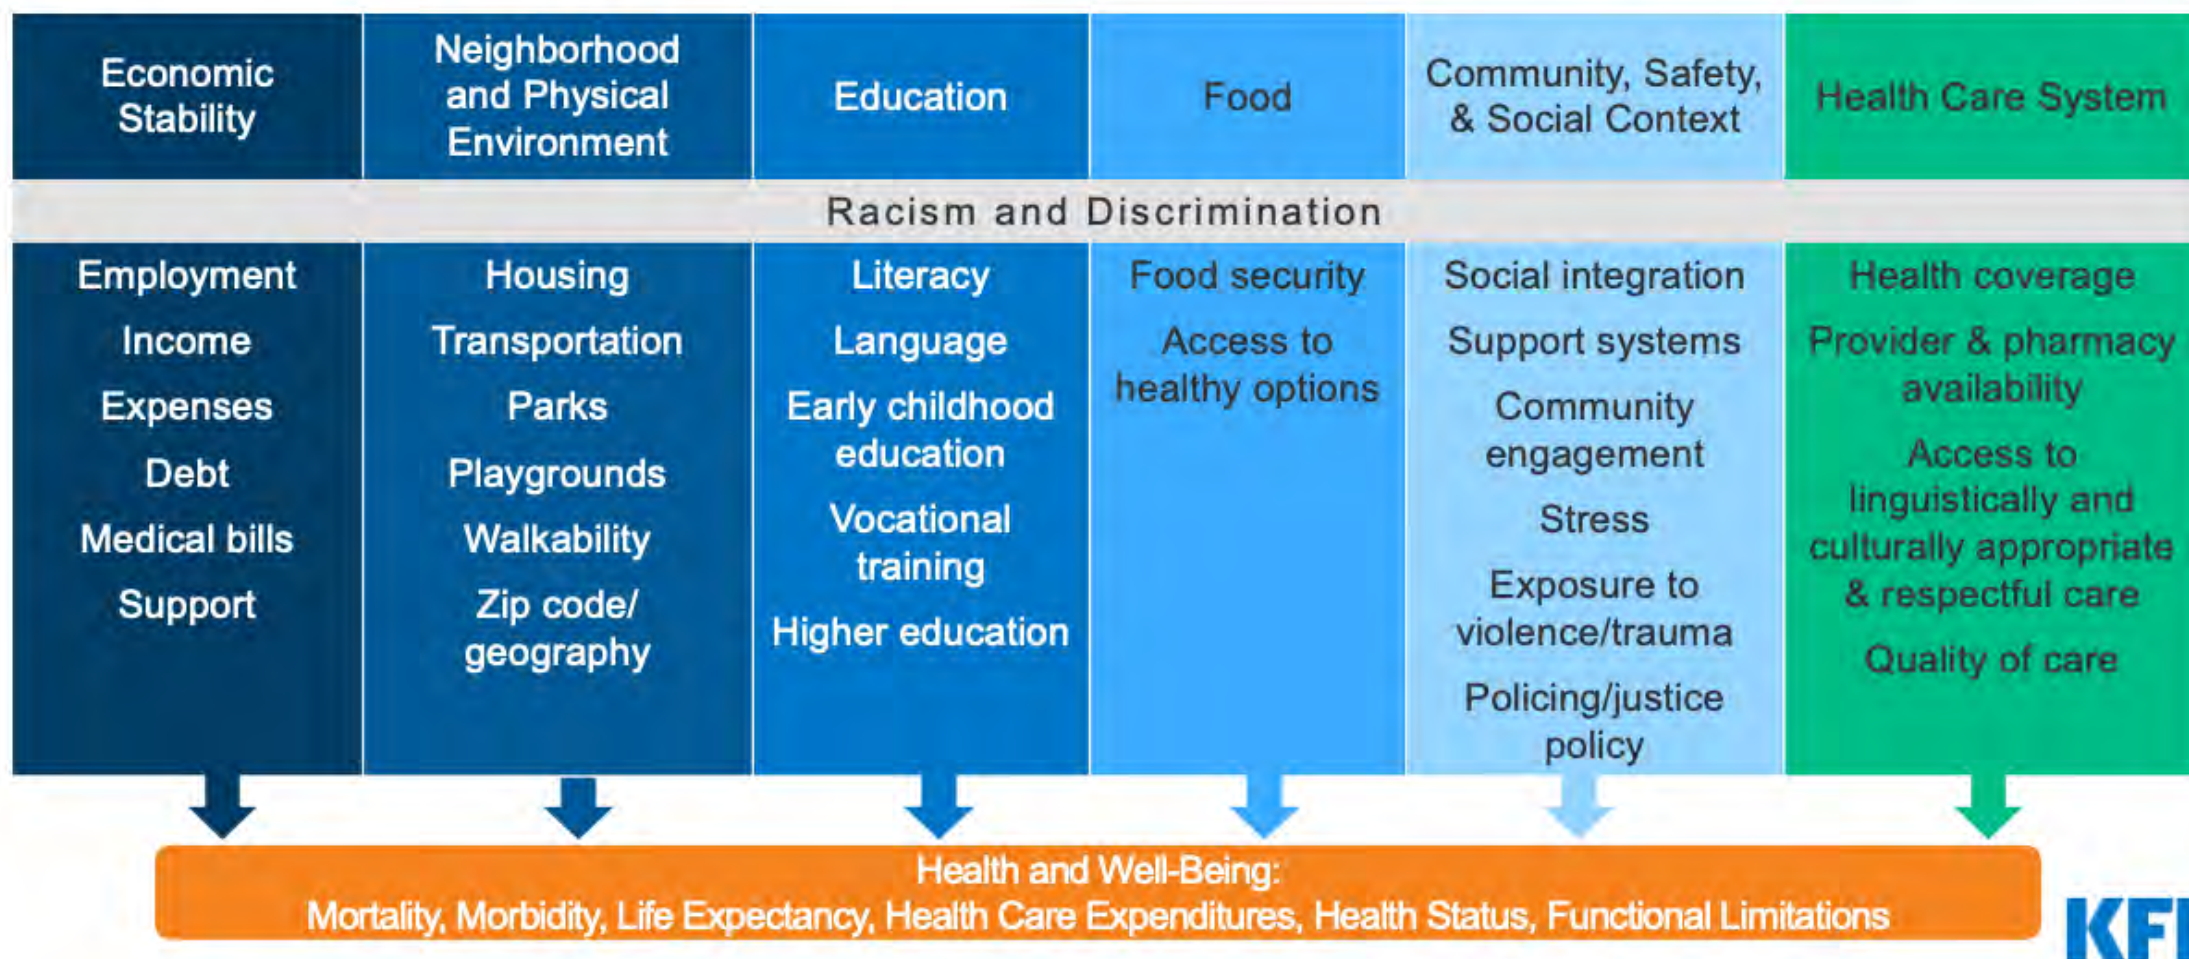 Economic
Stability
Neighborhood
and Physical
Environment
Education
Food
Community, Safety,
& Social Context
Health Care System
Racism and Discrimination
Employment
Income
Expenses
Debt
Medical bills
Support
Housing
Transportation
Parks
Playgrounds
Walkability
Zip code/
geography
Literacy
Language
Early childhood
education
Vocational
training
Higher education
Food security
Access to
healthy options
Social integration
Support systems
Community
engagement
Stress
Exposure to
violence/trauma
Policing/justice
policy
Health coverage
Provider & pharmacy
availability
Access to
linguistically and
culturally appropriate
& respectful care
Quality of care
Health and Well-Being:
Mortality, Morbidity, Life Expectancy, Health Care Expenditures, Health Status, Functional Limitations